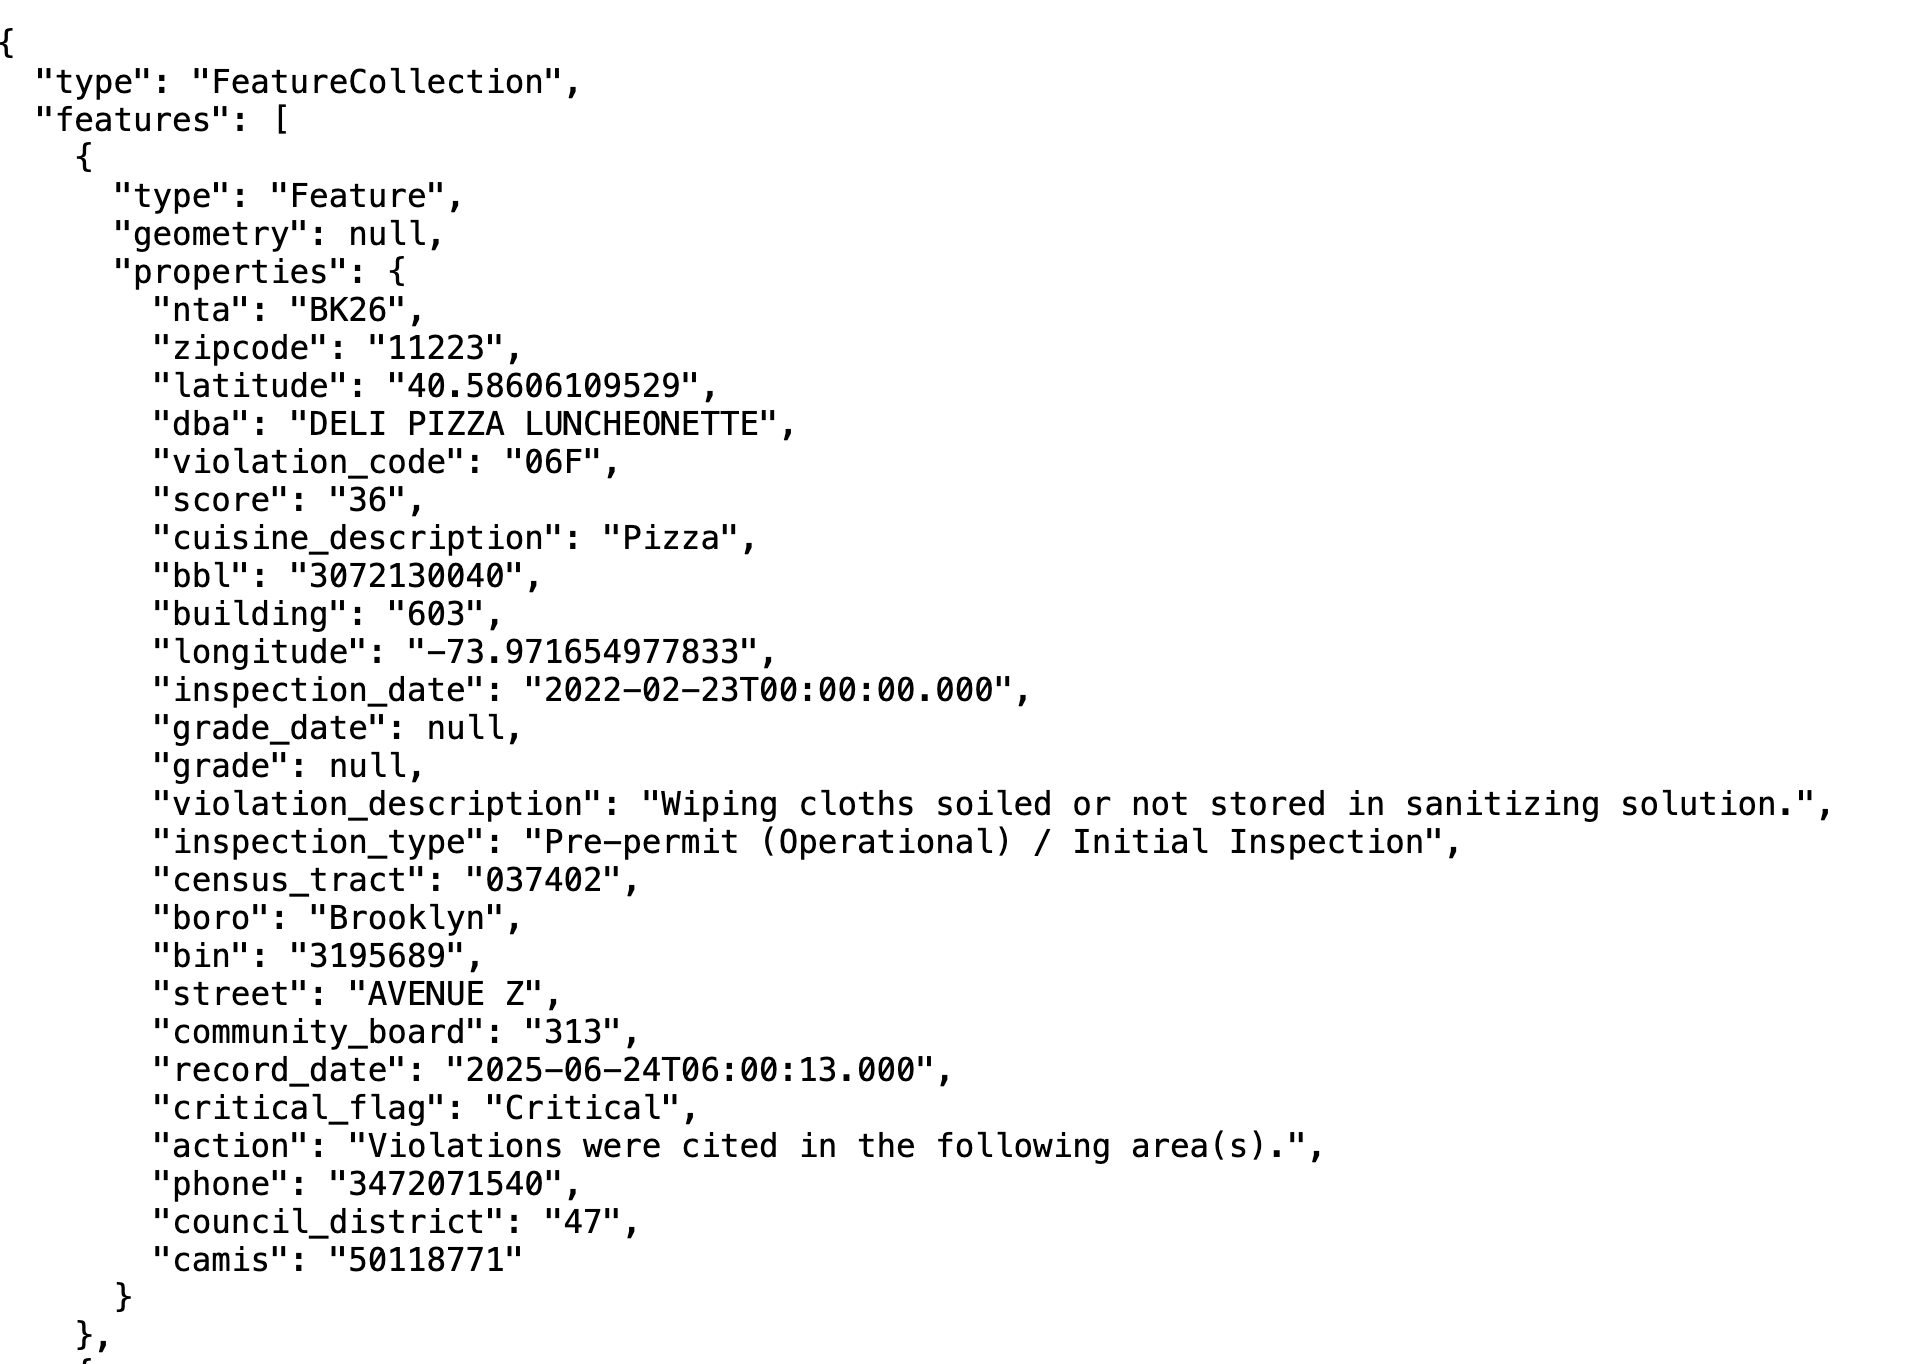 {
  "type": "FeatureCollection",
  "features": [
    {
      "type": "Feature",
      "geometry": null,
      "properties": {
        "nta": "BK26",
        "zipcode": "11223",
        "latitude": "40.58606109529",
        "dba": "DELI PIZZA LUNCHEONETTE",
        "violation_code": "06F",
        "score": "36",
        "cuisine_description": "Pizza",
        "bbl": "3072130040",
        "building": "603",
        "longitude": "-73.971654977833",
        "inspection_date": "2022-02-23T00:00:00.000",
        "grade_date": null,
        "grade": null,
        "violation_description": "Wiping cloths soiled or not stored in sanitizing solution.",
        "inspection_type": "Pre-permit (Operational) / Initial Inspection",
        "census_tract": "037402",
        "boro": "Brooklyn",
        "bin": "3195689",
        "street": "AVENUE Z",
        "community_board": "313",
        "record_date": "2025-06-24T06:00:13.000",
        "critical_flag": "Critical",
        "action": "Violations were cited in the following area(s).",
        "phone": "3472071540",
        "council_district": "47",
        "camis": "50118771"
      }
    },
    {